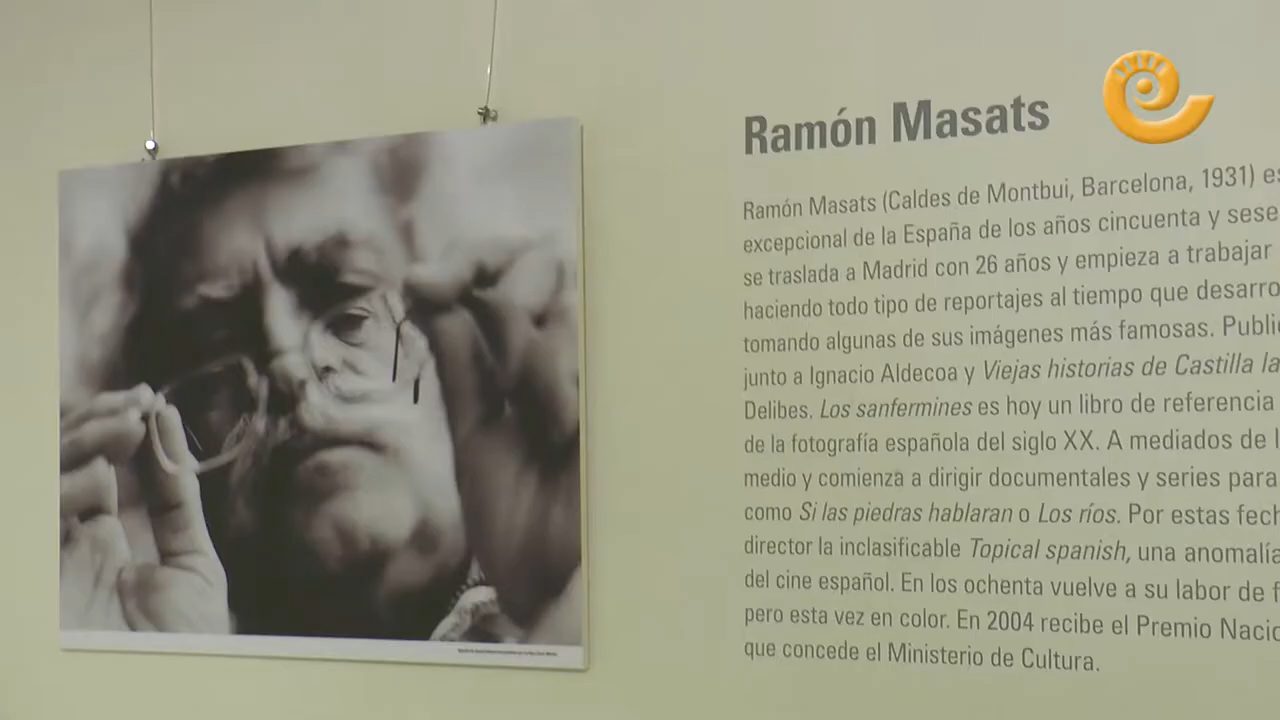 Ramón Masats
Ramón Masats (Caldes de Montbui, Barcelona, 1931) es
excepcional de la España de los años cincuenta y sese
se traslada a Madrid con 26 años y empieza a trabajar
haciendo todo tipo de reportajes al tiempo que desarro
tomando algunas de sus imágenes más famosas. Public
junto a Ignacio Aldecoa y Viejas historias de Castilla la
Delibes. Los sanfermines es hoy un libro de referencia
de la fotografía española del siglo XX. A mediados de l
medio y comienza a dirigir documentales y series para
como Si las piedras hablaran o Los ríos. Por estas fech
director la inclasificable Topical spanish, una anomalía
del cine español. En los ochenta vuelve a su labor de f
pero esta vez en color. En 2004 recibe el Premio Nacio
que concede el Ministerio de Cultura.